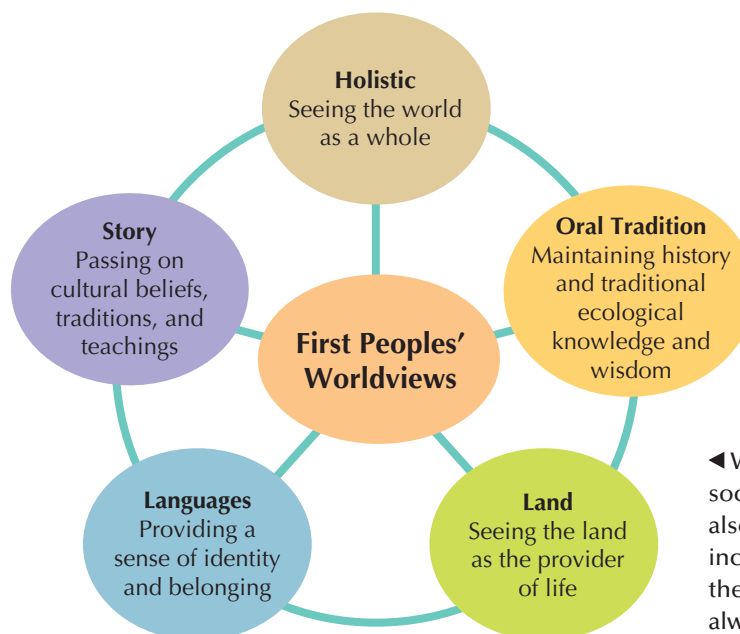 Holistic
Seeing the world
as a whole
Story
Passing on
cultural beliefs,
traditions, and
teachings
Oral Tradition
Maintaining history
and traditional
ecological
knowledge and
wisdom
First Peoples’
Worldviews
Languages
Providing a
sense of identity
and belonging
Land
Seeing the land
as the provider
of life
◀